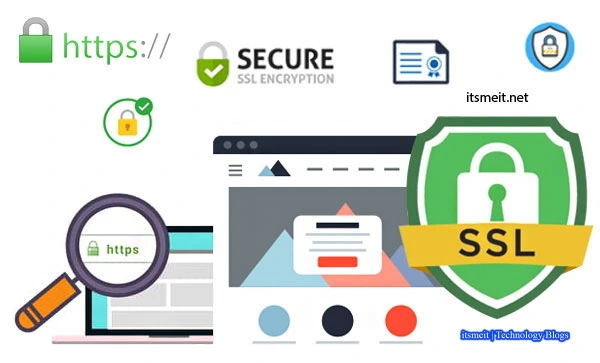 https://
SECURE
SSL ENCRYPTION
itsmeit.net
https
SSL
itsmeit | Technology Blogs